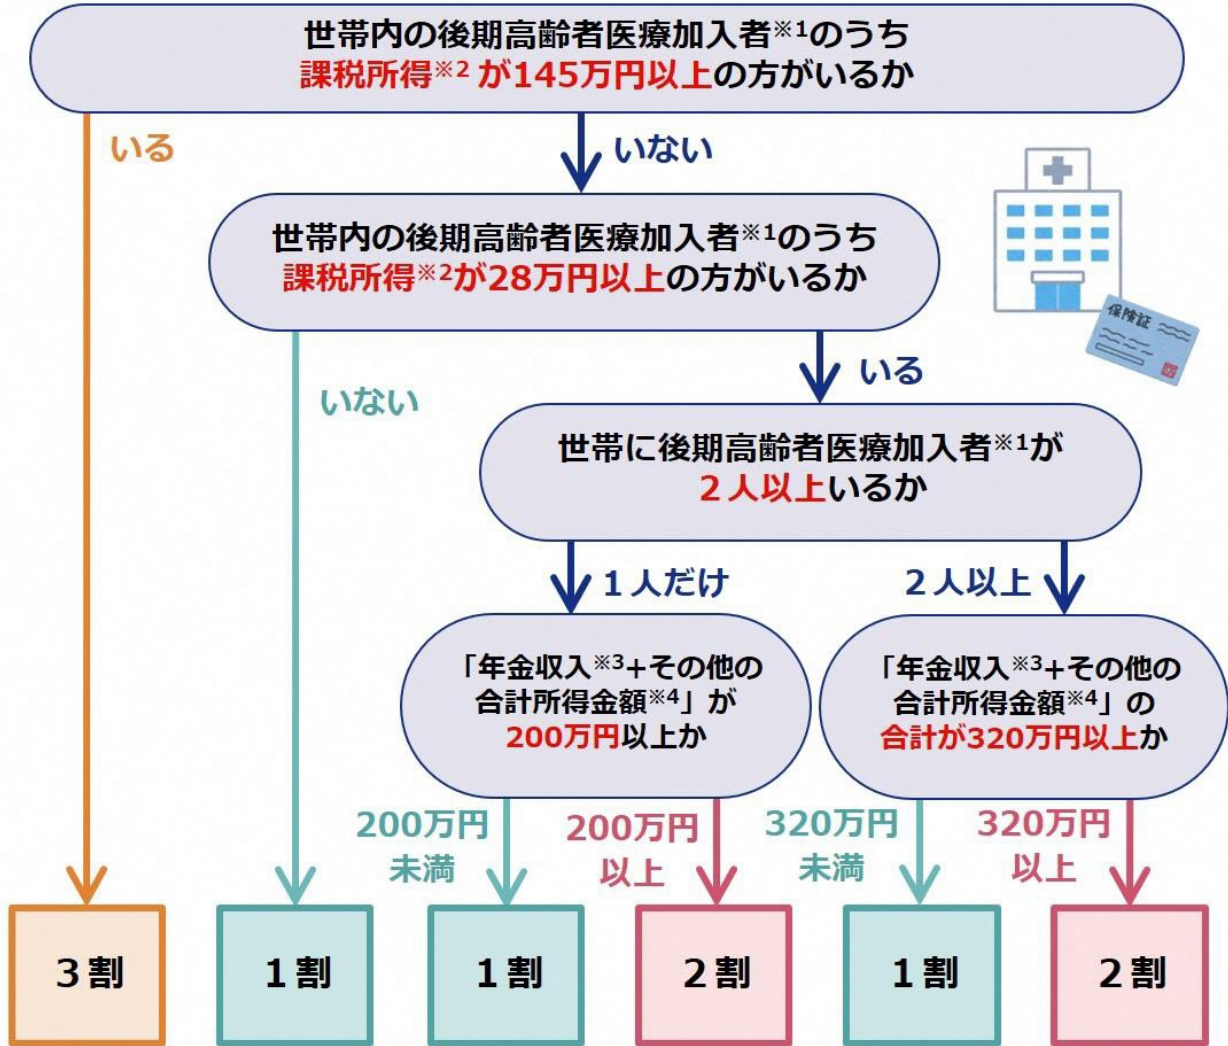 世帯内の後期高齢者医療加入者※1のうち
課税所得※2 が145万円以上の方がいるか
いる
いない
世帯内の後期高齢者医療加入者※1のうち
課税所得※2が28万円以上の方がいるか
保険証
いない
いる
世帯に後期高齢者医療加入者※1が
２人以上いるか
１人だけ
２人以上
「年金収入※3+その他の
合計所得金額※4」が
200万円以上か
「年金収入※3+その他の
合計所得金額※4」の
合計が320万円以上か
200万円
未満
200万円
以上
320万円
未満
320万円
以上
３割
１割
１割
２割
１割
２割